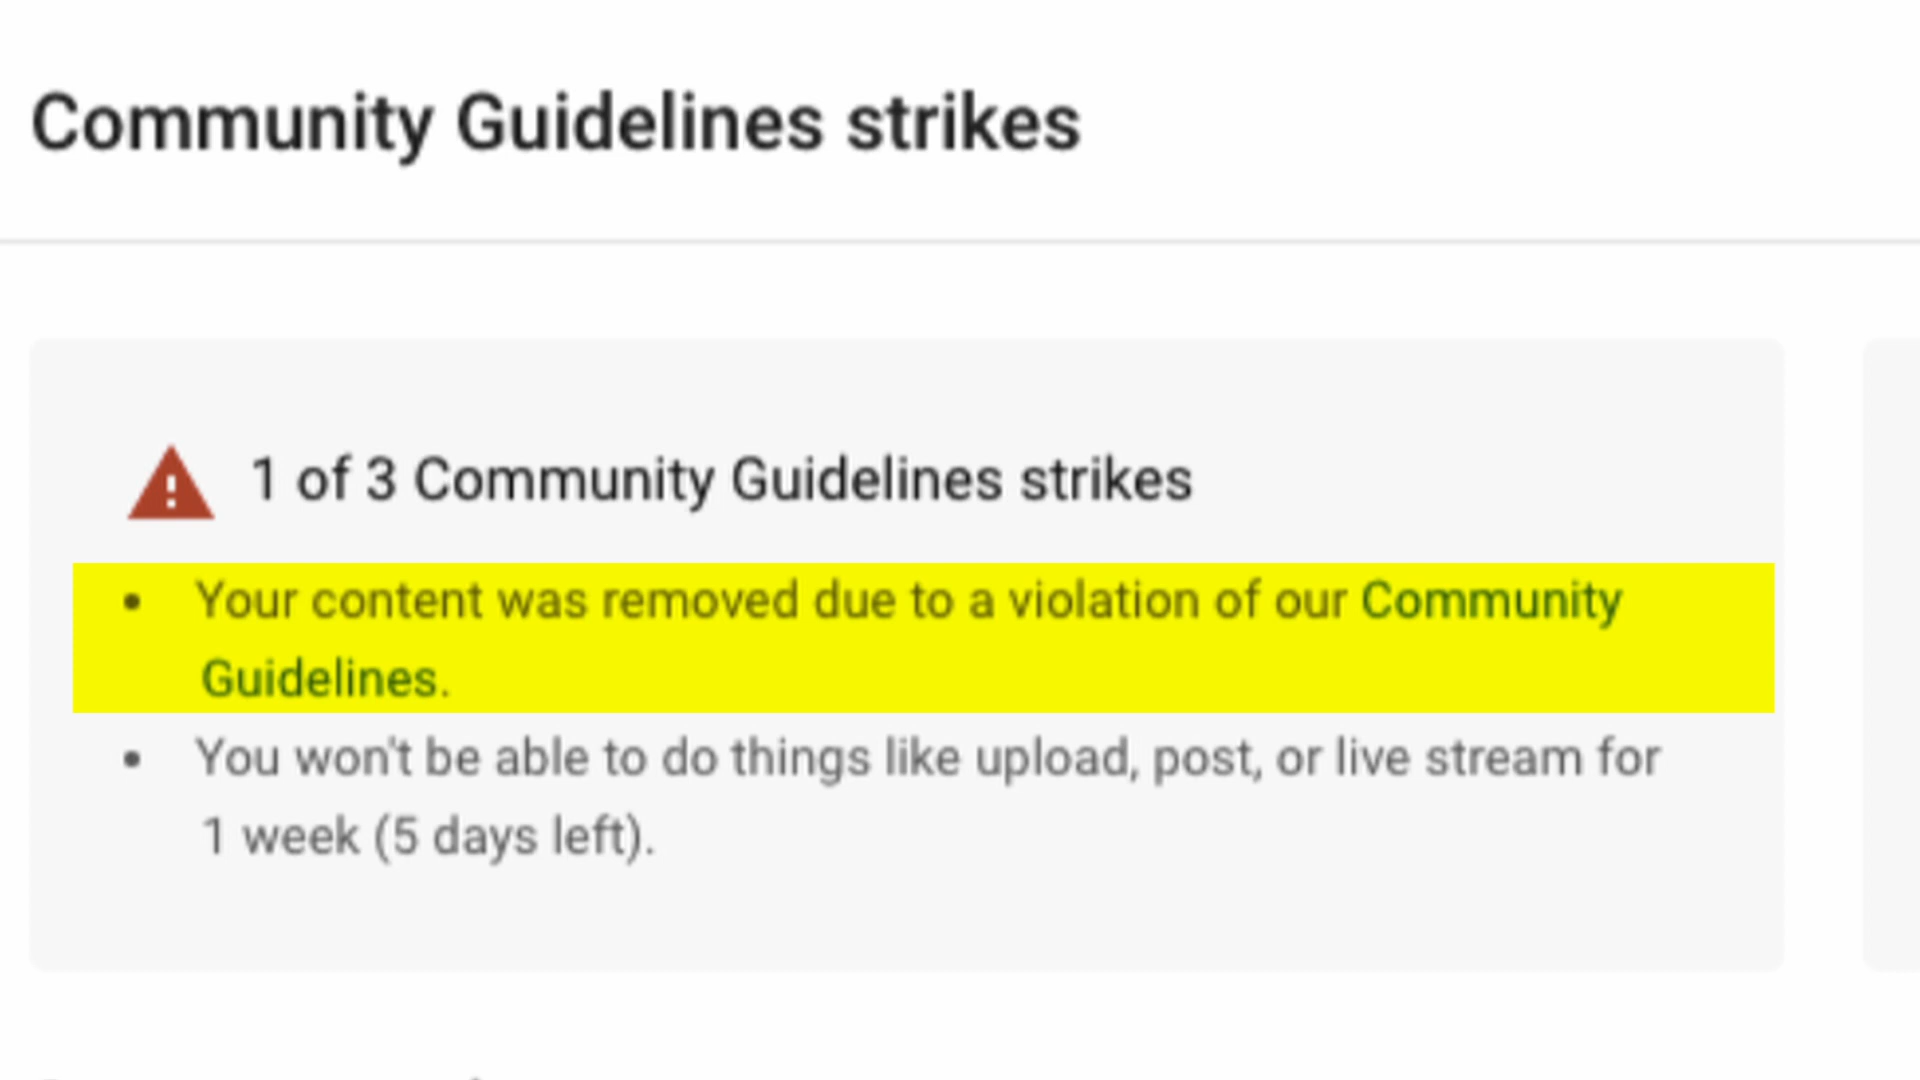 Community Guidelines strikes
1 of 3 Community Guidelines strikes
• Your content was removed due to a violation of our Community
Guidelines.
• You won't be able to do things like upload, post, or live stream for
1 week (5 days left).